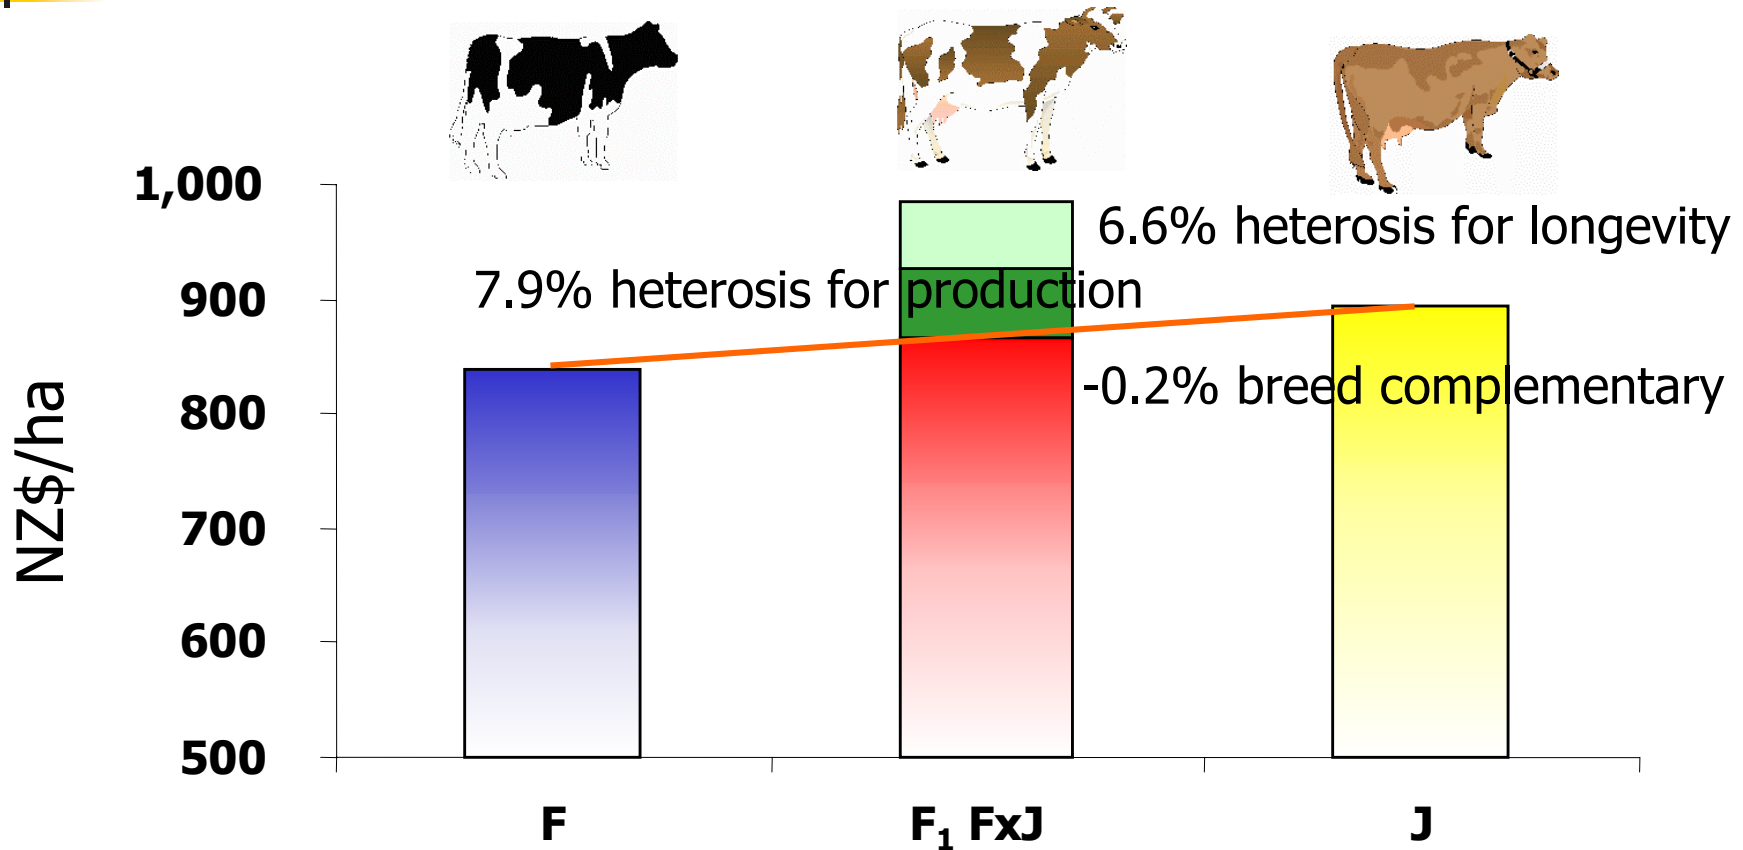 1,000
6.6% heterosis for longevity
7.9% heterosis for production
900
-0.2% breed complementary
800
NZ$/ha
700
600
500
F
F₁ FxJ
J